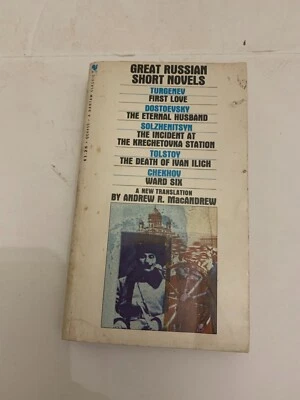 GREAT RUSSIAN
SHORT NOVELS
TURGENEV
FIRST LOVE
DOSTOEVSKY
THE ETERNAL HUSBAND
SOLZHENITSYN
THE INCIDENT AT
THE KRECHETOVKA STATION
TOLSTOY
THE DEATH OF IVAN ILICH
CHEKHOV
WARD SIX
A NEW TRANSLATION
BY ANDREW R. MacANDREW